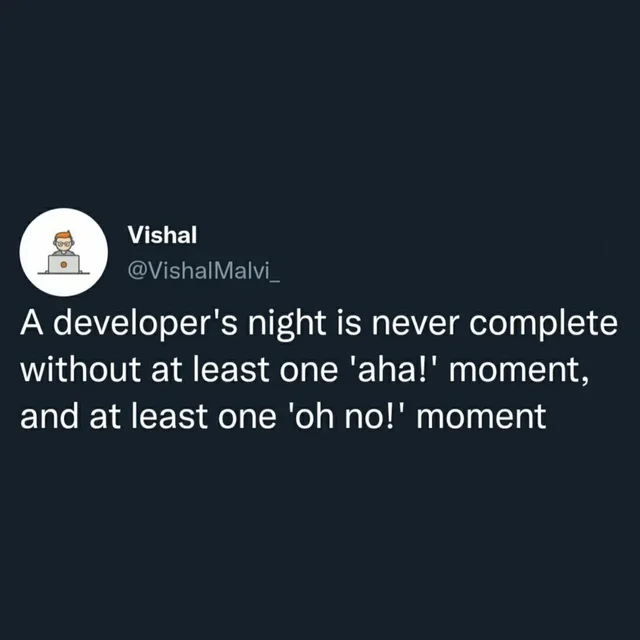 Vishal
@VishalMalvi_
A developer's night is never complete
without at least one 'aha!' moment,
and at least one 'oh no!' moment